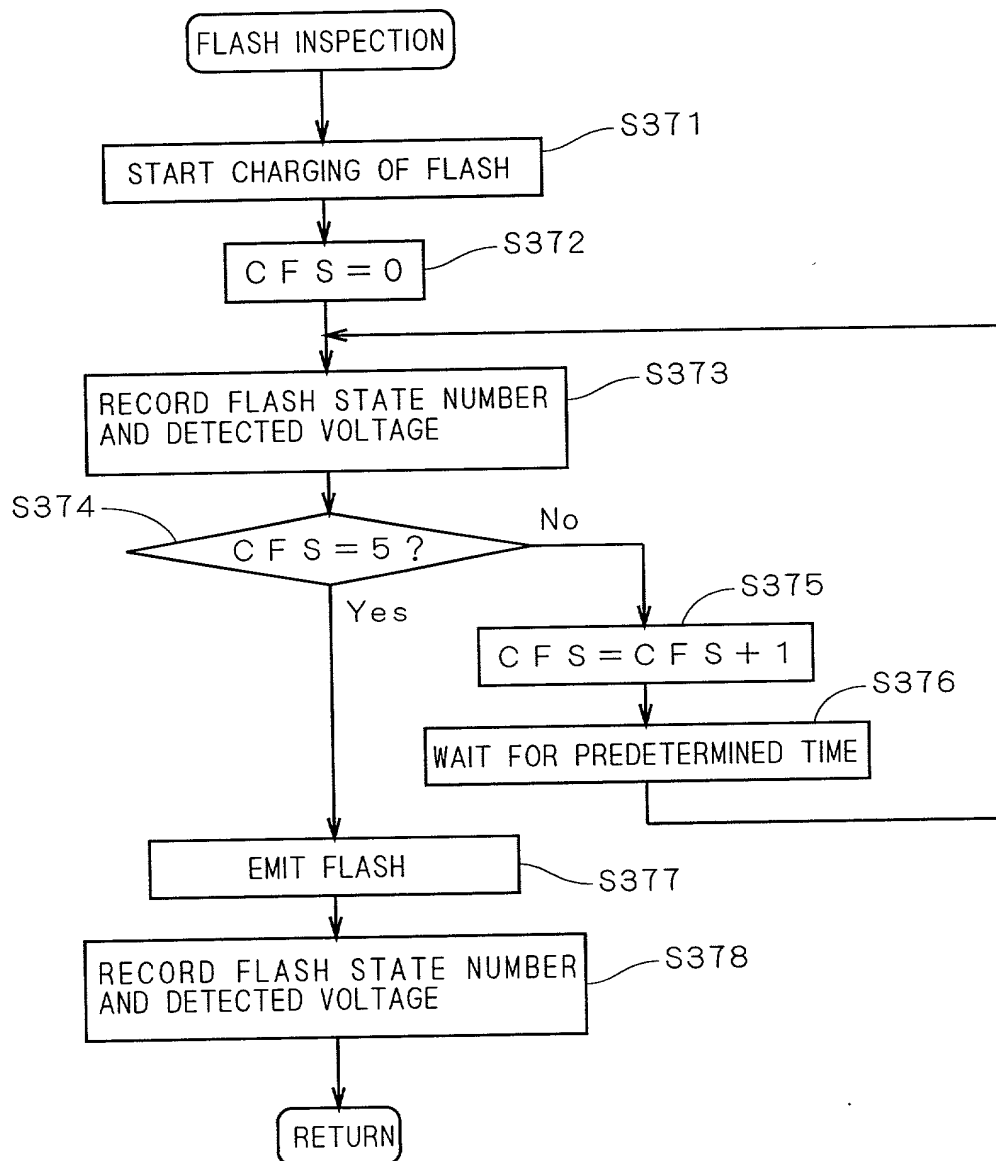 FLASH INSPECTION
S371
START CHARGING OF FLASH
S372
CFS=0
S373
RECORD FLASH STATE NUMBER
AND DETECTED VOLTAGE
S374
CFS=5?
No
Yes
S375
CFS=CFS+1
S376
WAIT FOR PREDETERMINED TIME
EMIT FLASH
S377
RECORD FLASH STATE NUMBER
AND DETECTED VOLTAGE
S378
RETURN